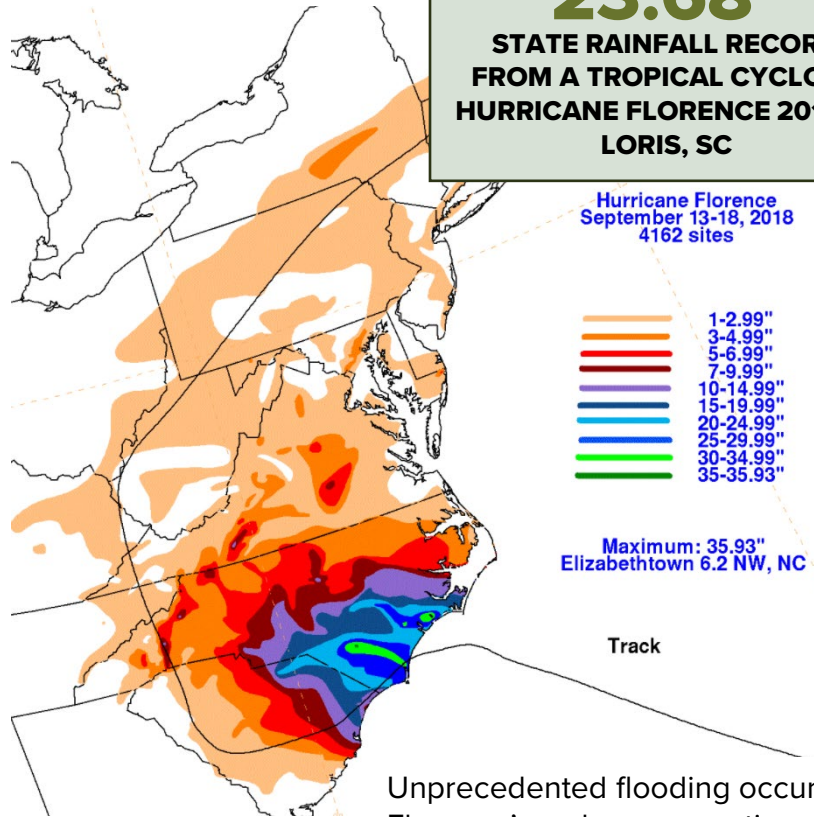 23.68
STATE RAINFALL RECOR
FROM A TROPICAL CYCLO
HURRICANE FLORENCE 201
LORIS, SC
Hurricane Florence
September 13-18, 2018
4162 sites
1-2.99"
3-4.99"
5-6.99"
7-9.99"
10-14.99"
15-19.99"
20-24.99"
25-29.99"
30-34.99"
35-35.93"
Maximum: 35.93"
Elizabethtown 6.2 NW, NC
Track
Unprecedented flooding occur